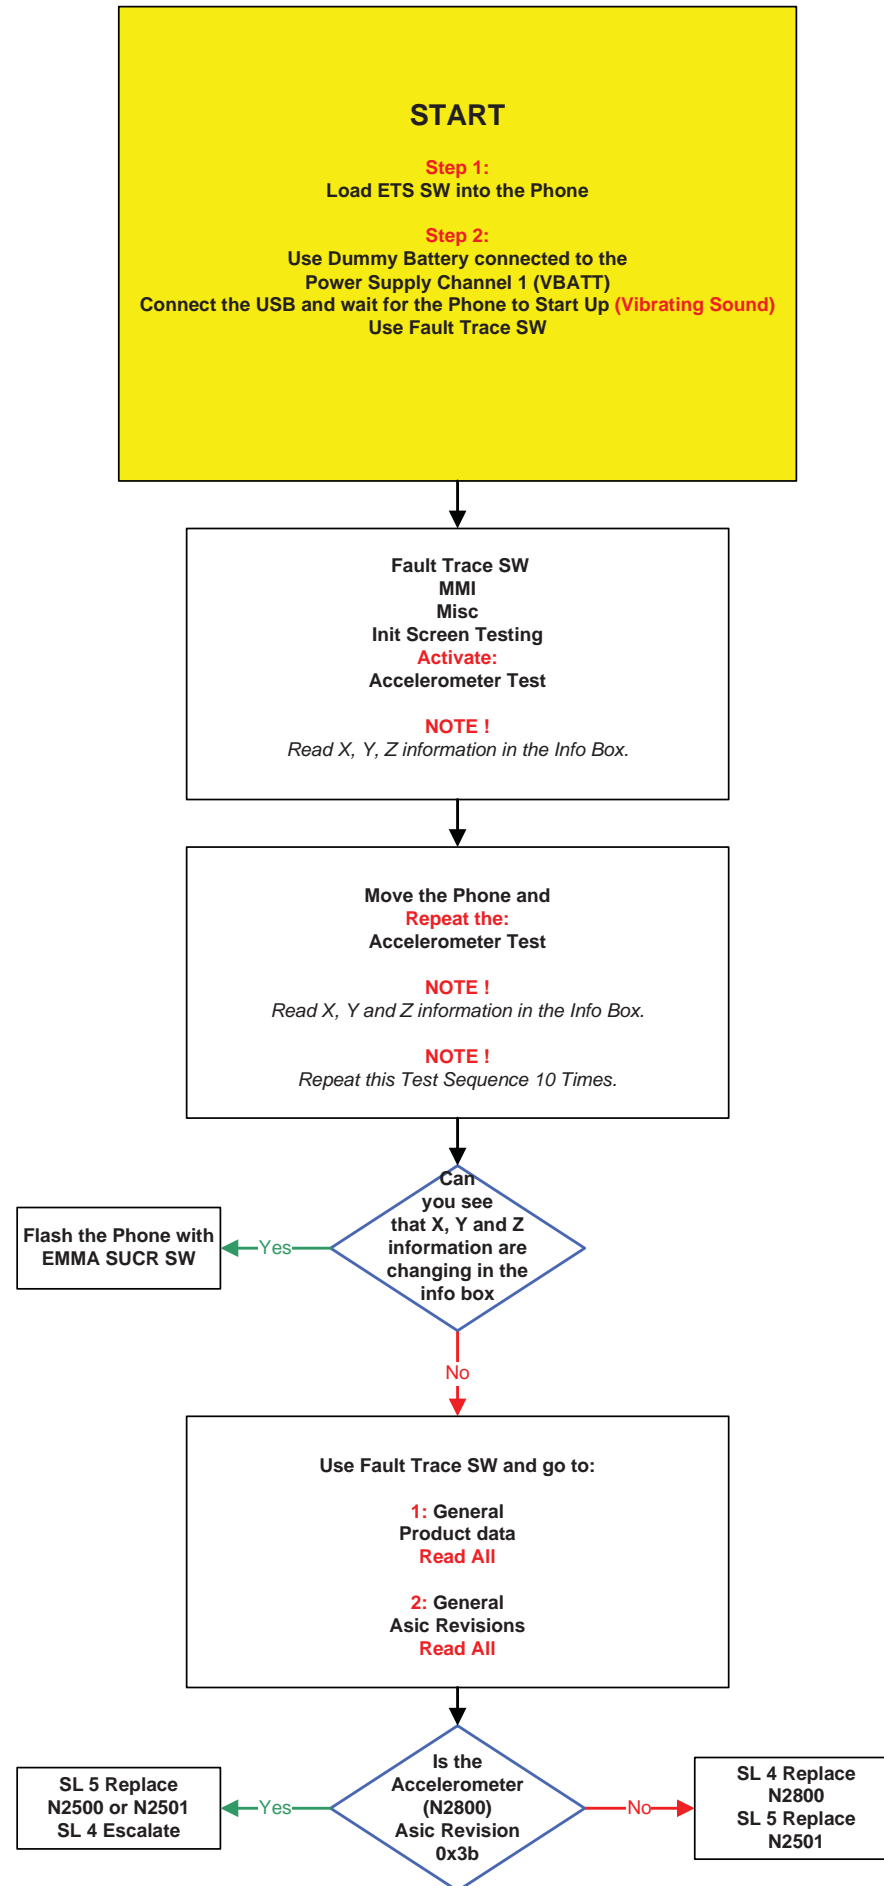 START
Step 1:
Load ETS SW into the Phone
Step 2:
Use Dummy Battery connected to the
Power Supply Channel 1 (VBATT)
Connect the USB and wait for the Phone to Start Up (Vibrating Sound)
Use Fault Trace SW
Fault Trace SW
MMI
Misc
Init Screen Testing
Activate:
Accelerometer Test
NOTE !
Read X, Y, Z information in the Info Box.
Move the Phone and
Repeat the:
Accelerometer Test
NOTE !
Read X, Y and Z information in the Info Box.
NOTE !
Repeat this Test Sequence 10 Times.
Can
you see
that X, Y and Z
information are
changing in the
info box
Yes
Flash the Phone with
EMMA SUCR SW
No
Use Fault Trace SW and go to:
1: General
Product data
Read All
2: General
Asic Revisions
Read All
Is the
Accelerometer
(N2800)
Asic Revision
0x3b
Yes
SL 5 Replace
N2500 or N2501
SL 4 Escalate
No
SL 4 Replace
N2800
SL 5 Replace
N2501